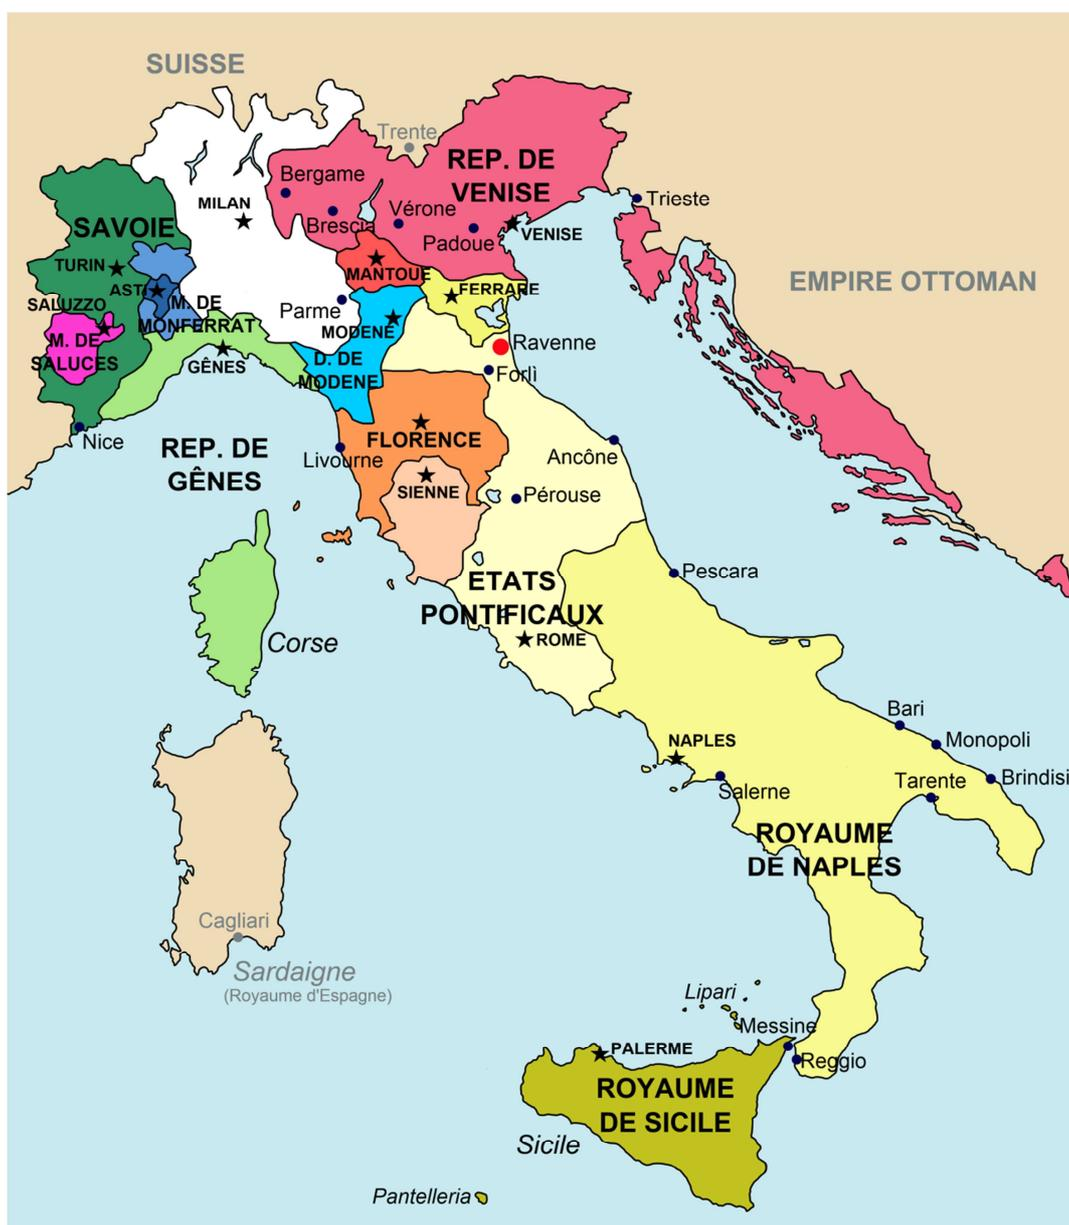 SUISSE
Trente
REP. DE
VENISE
Bergame
MILAN
Brescia
Vérone
Padoue
VENISE
Trieste
SAVOIE
TURIN
ASTI
MANTOUE
FERRARE
EMPIRE OTTOMAN
SALUZZO
M. DE
MONFERRAT
Parme
MODENE
M. DE
SALUCES
GÊNES
D. DE
MODENE
Ravenne
Forlì
Nice
REP. DE
GÊNES
FLORENCE
Livourne
SIENNE
Ancône
Pérouse
Pescara
ETATS
PONTIFICAUX
ROME
Corse
Bari
Monopoli
NAPLES
Salerne
Tarente
Brindisi
ROYAUME
DE NAPLES
Cagliari
Sardaigne
(Royaume d'Espagne)
Lipari
Messine
Reggio
PALERME
ROYAUME
DE SICILE
Sicile
Pantelleria